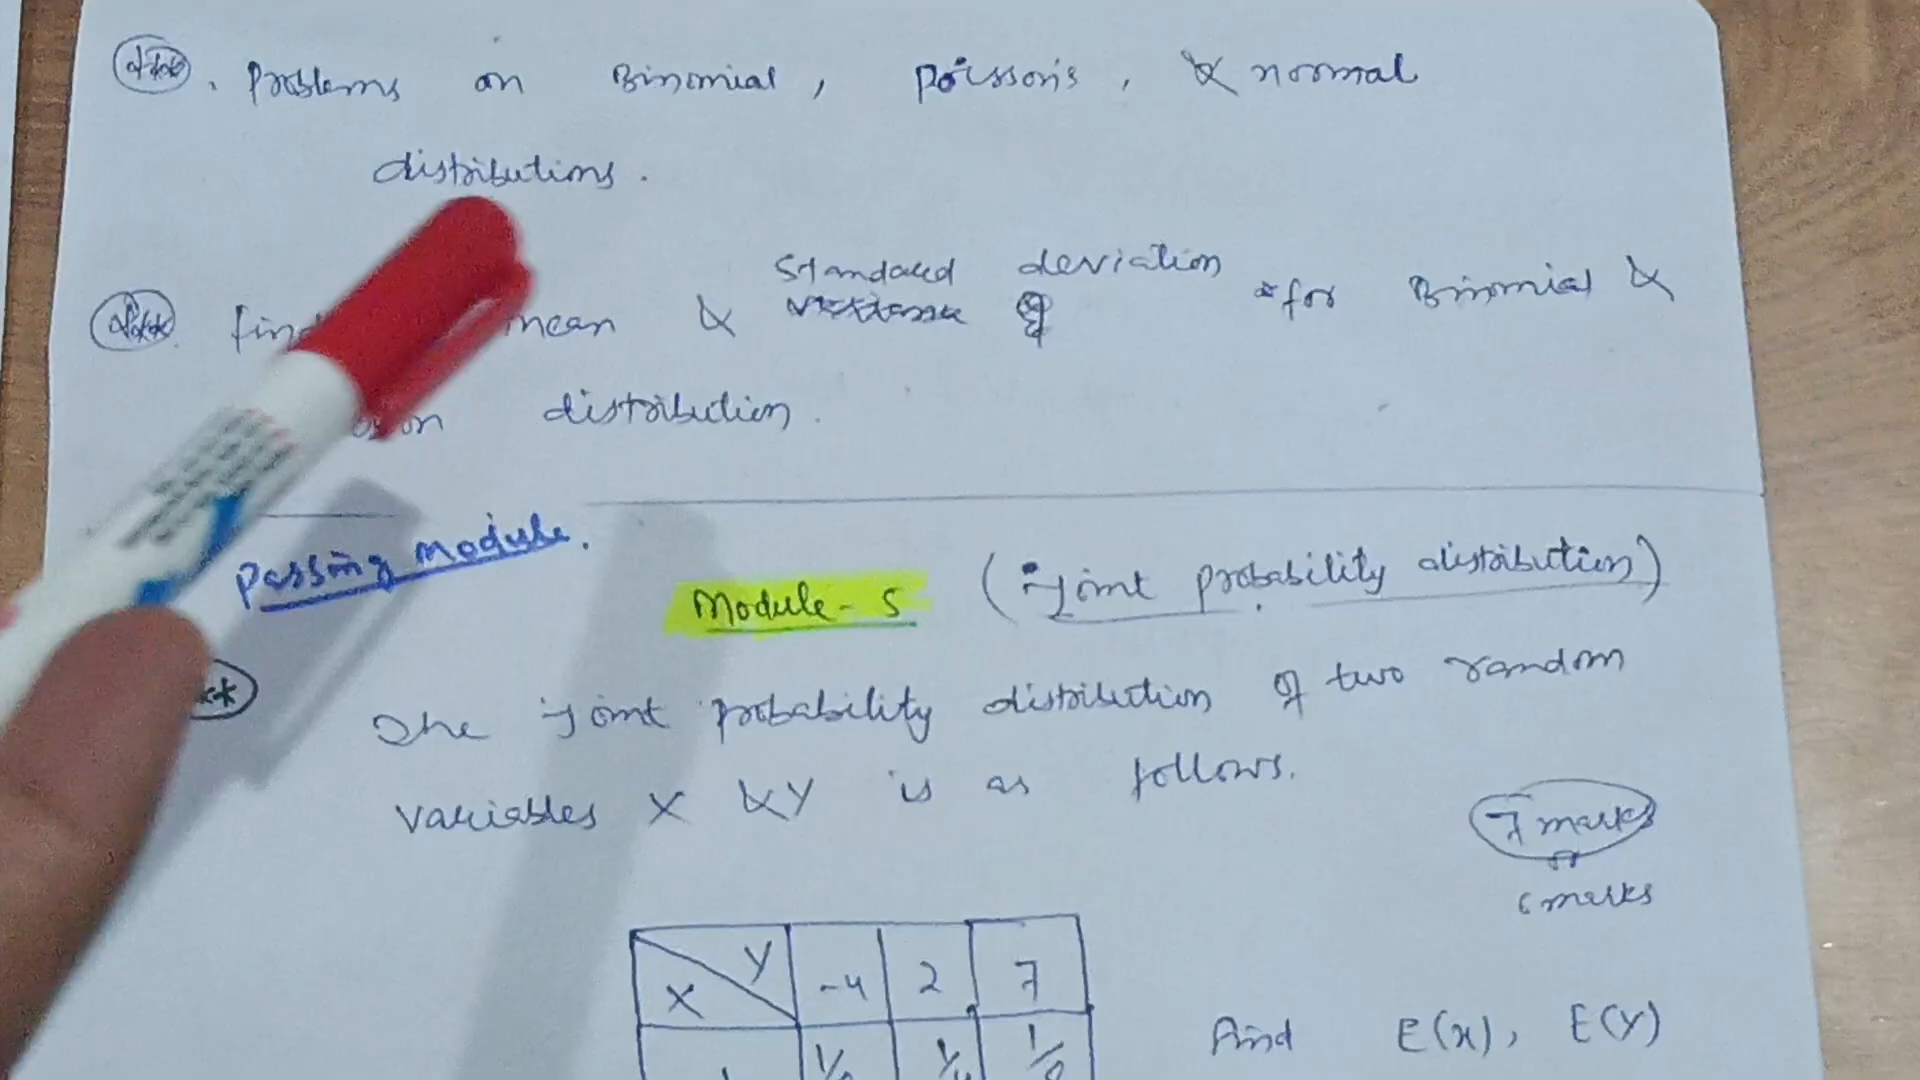 . Problems on Binomial, Poisson's, & normal
distributions.
mean & standard deviation for Binomial &
distribution.
Passing module.
Module-5 (Joint probability distribution)
The joint probability distribution of two random
variables X & Y is as follows.
7 marks
or
6 marks
X Y -4 2 7
Find E(x), E(Y)